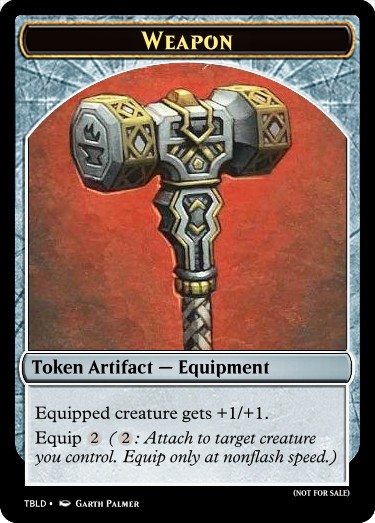 WEAPON
Token Artifact — Equipment
Equipped creature gets +1/+1.
Equip 2 ( 2 : Attach to target creature
you control. Equip only at nonflash speed.)
(NOT FOR SALE)
TBLD • GARTH PALMER